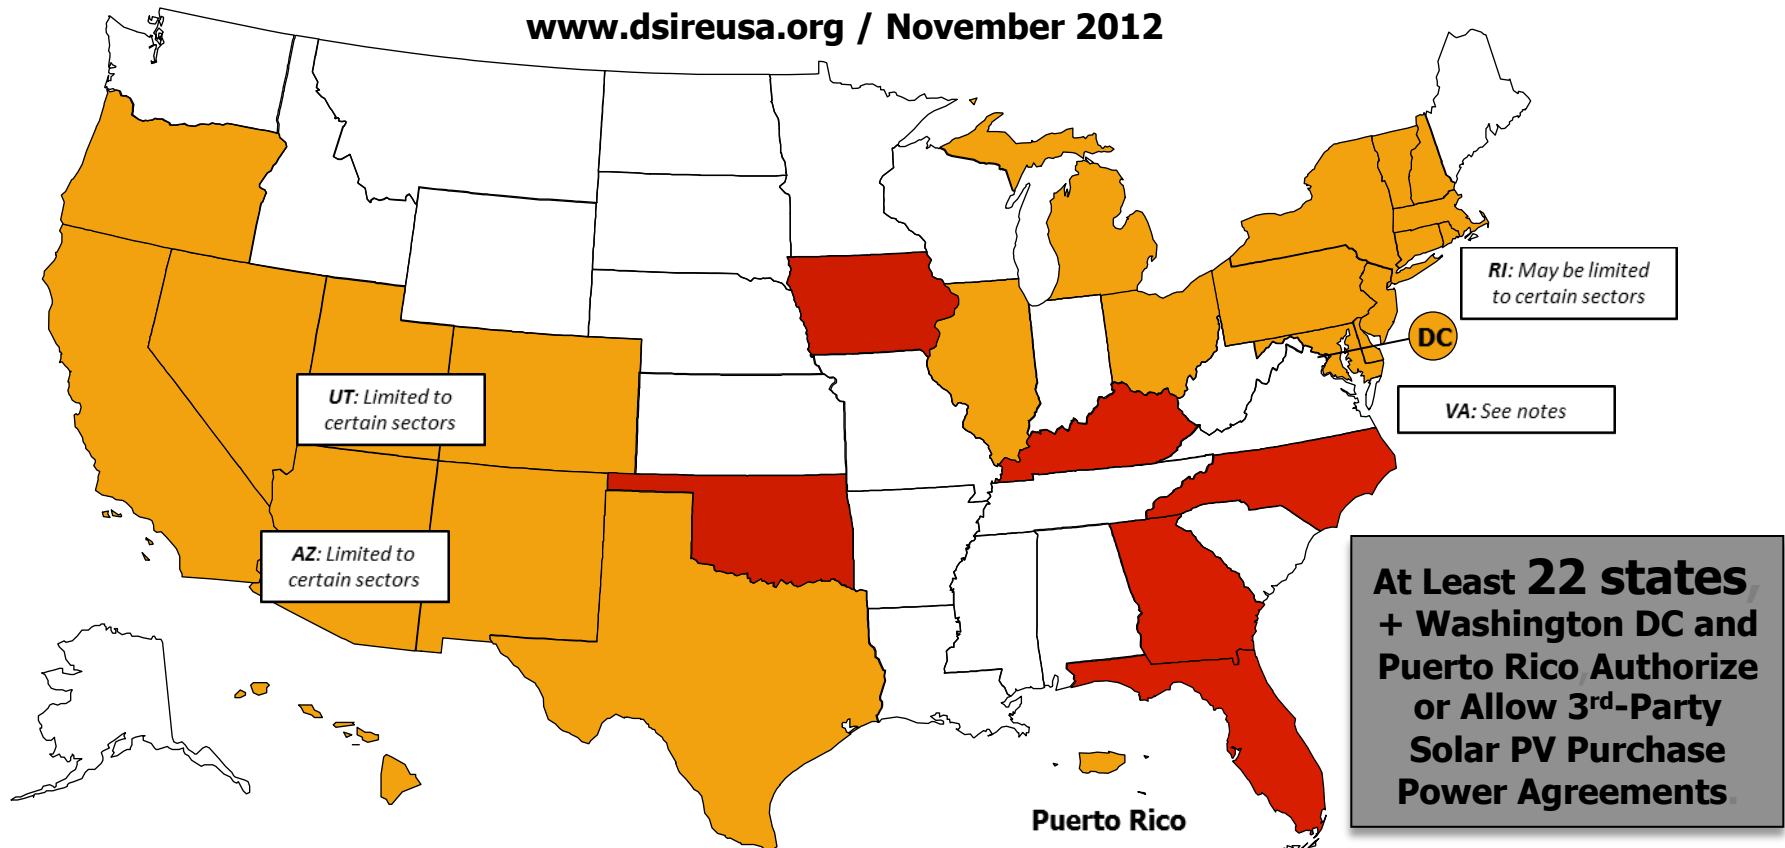 www.dsireusa.org / November 2012
RI: May be limited
to certain sectors
DC
UT: Limited to
certain sectors
VA: See notes
AZ: Limited to
certain sectors
At Least 22 states,
+ Washington DC and
Puerto Rico,Authorize
or Allow 3rd-Party
Solar PV Purchase
Power Agreements.
Puerto Rico